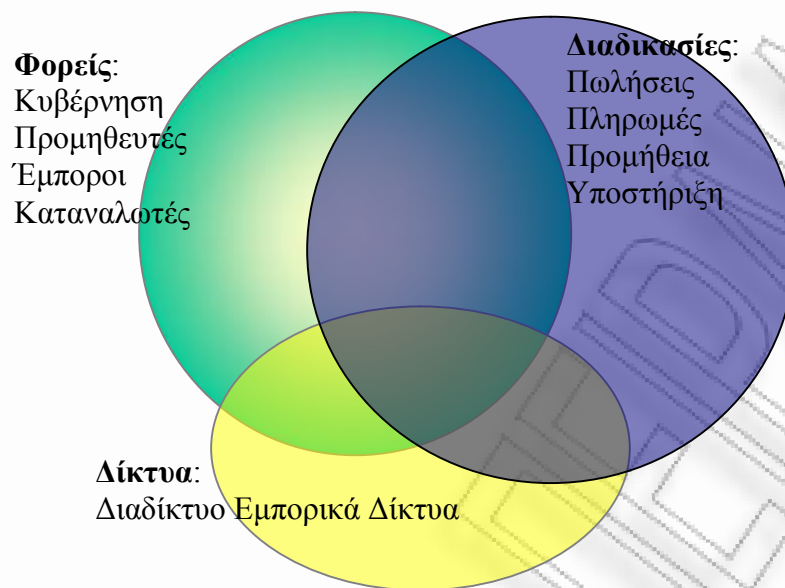 Φορείς:
Κυβέρνηση
Προμηθευτές
Έμποροι
Καταναλωτές
Διαδικασίες:
Πωλήσεις
Πληρωμές
Προμήθεια
Υποστήριξη
Δίκτυα:
Διαδίκτυο Εμπορικά Δίκτυα